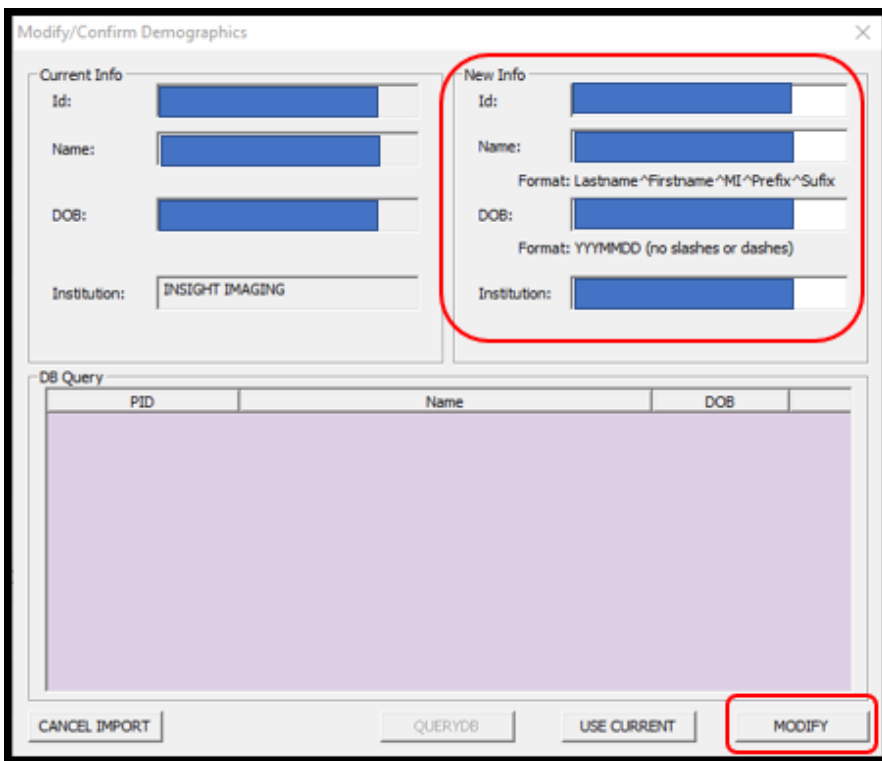 Modify/Confirm Demographics
Current Info
Id:
Name:
DOB:
Institution: INSIGHT IMAGING
New Info
Id:
Name:
Format: Lastname^Firstname^MI^Prefix^Sufix
DOB:
Format: YYYMMDD (no slashes or dashes)
Institution:
DB Query
PID Name DOB
CANCEL IMPORT QUERYDB USE CURRENT MODIFY